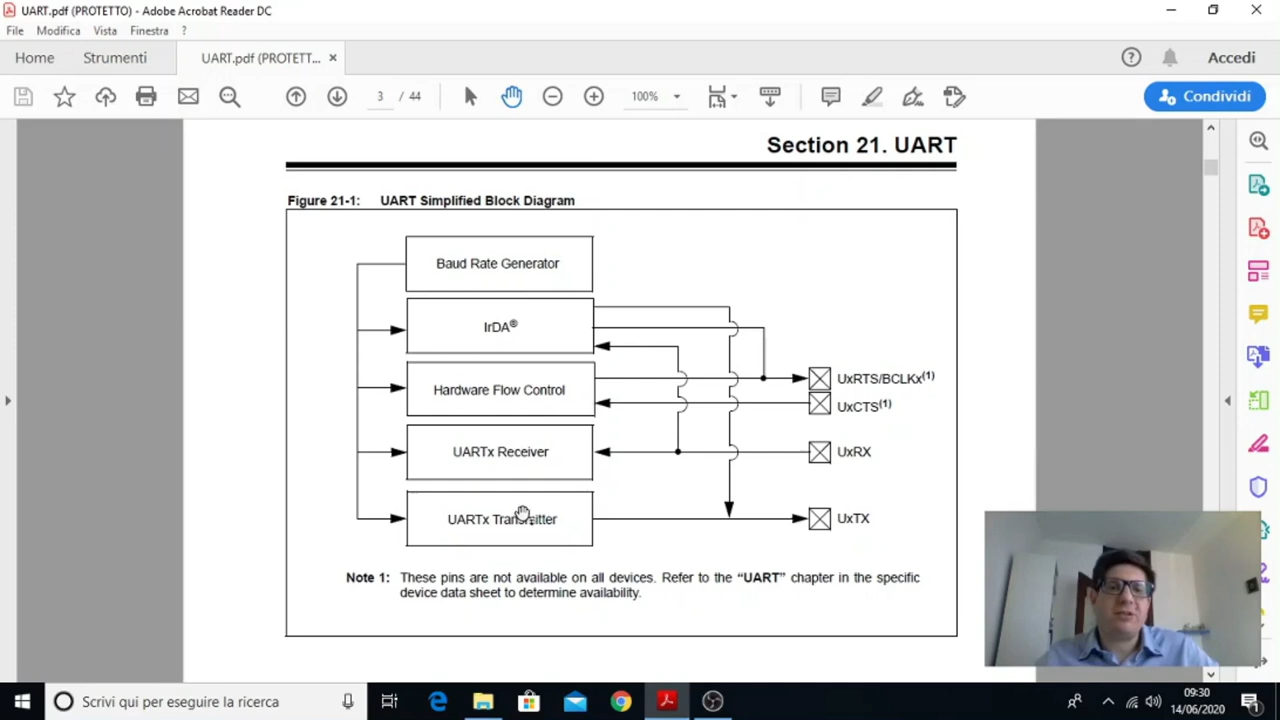 UART.pdf (PROTETTO) - Adobe Acrobat Reader DC
File Modifica Vista Finestra ?
Home Strumenti UART.pdf (PROTETT... × Accedi
3 / 44 100% Condividi
Section 21. UART
Figure 21-1: UART Simplified Block Diagram
Baud Rate Generator
IrDA®
Hardware Flow Control
UxRTS/BCLKx(1)
UxCTS(1)
UARTx Receiver
UxRX
UARTx Transmitter
UxTX
Note 1: These pins are not available on all devices. Refer to the “UART” chapter in the specific
device data sheet to determine availability.
Scrivi qui per eseguire la ricerca
09:30
14/06/2020